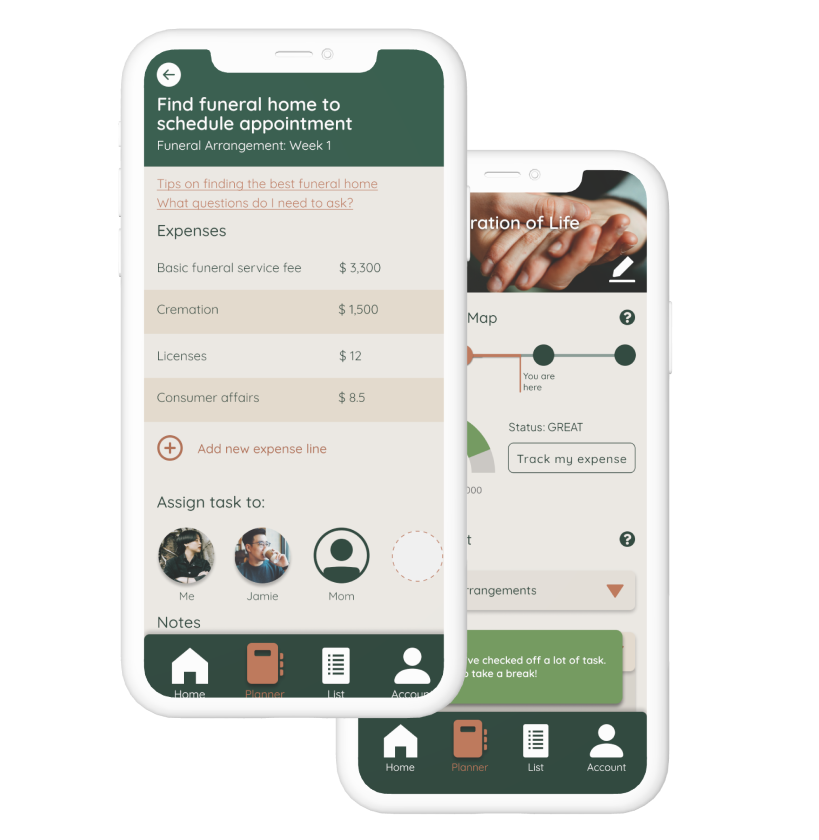 Find funeral home to
schedule appointment
Funeral Arrangement: Week 1
Tips on finding the best funeral home
What questions do I need to ask?
Expenses
Basic funeral service fee $ 3,300
Cremation $ 1,500
Licenses $ 12
Consumer affairs $ 8.5
Add new expense line
Assign task to:
Me Jamie Mom
Notes
Home Planner List Accoun
ration of Life
Map ?
You are
here
Status: GREAT
Track my expense
000
t ?
rrangements
ve checked off a lot of task.
o take a break!
Home Planner List Account